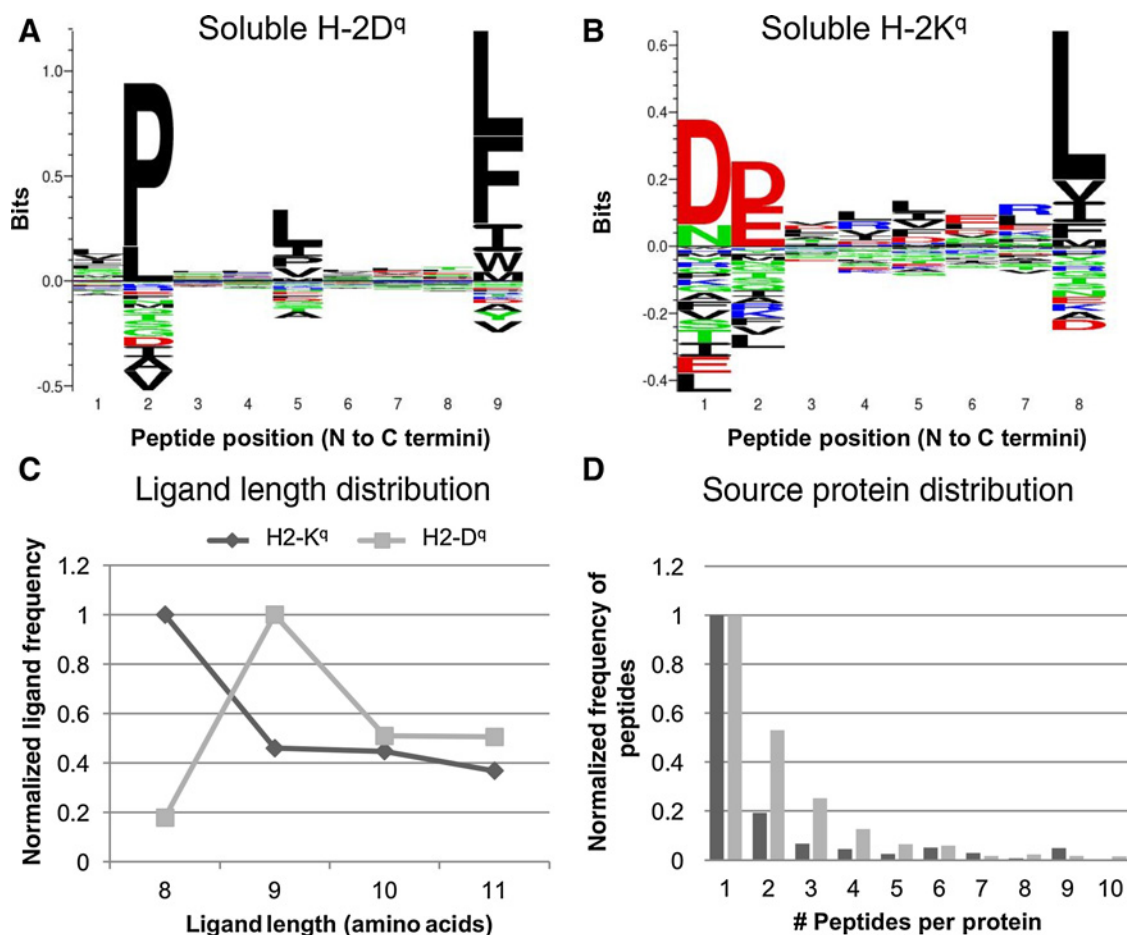 A
Soluble H-2Dq
Bits
1.0
0.5
0.0
-0.5
P
L
L
I
L
F
I
W
M
D
I
A
V
1 2 3 4 5 6 7 8 9
Peptide position (N to C termini)
B
Soluble H-2Kq
Bits
0.6
0.4
0.2
0.0
-0.2
-0.4
D
N
D
E
L
Y
I
F
R
T
I
E
L
D
1 2 3 4 5 6 7 8
Peptide position (N to C termini)
C
Ligand length distribution
H2-Kq H2-Dq
Normalized ligand frequency
1.2
1
0.8
0.6
0.4
0.2
0
8 9 10 11
Ligand length (amino acids)
D
Source protein distribution
Normalized frequency of
peptides
1.2
1
0.8
0.6
0.4
0.2
0
1 2 3 4 5 6 7 8 9 10
# Peptides per protein